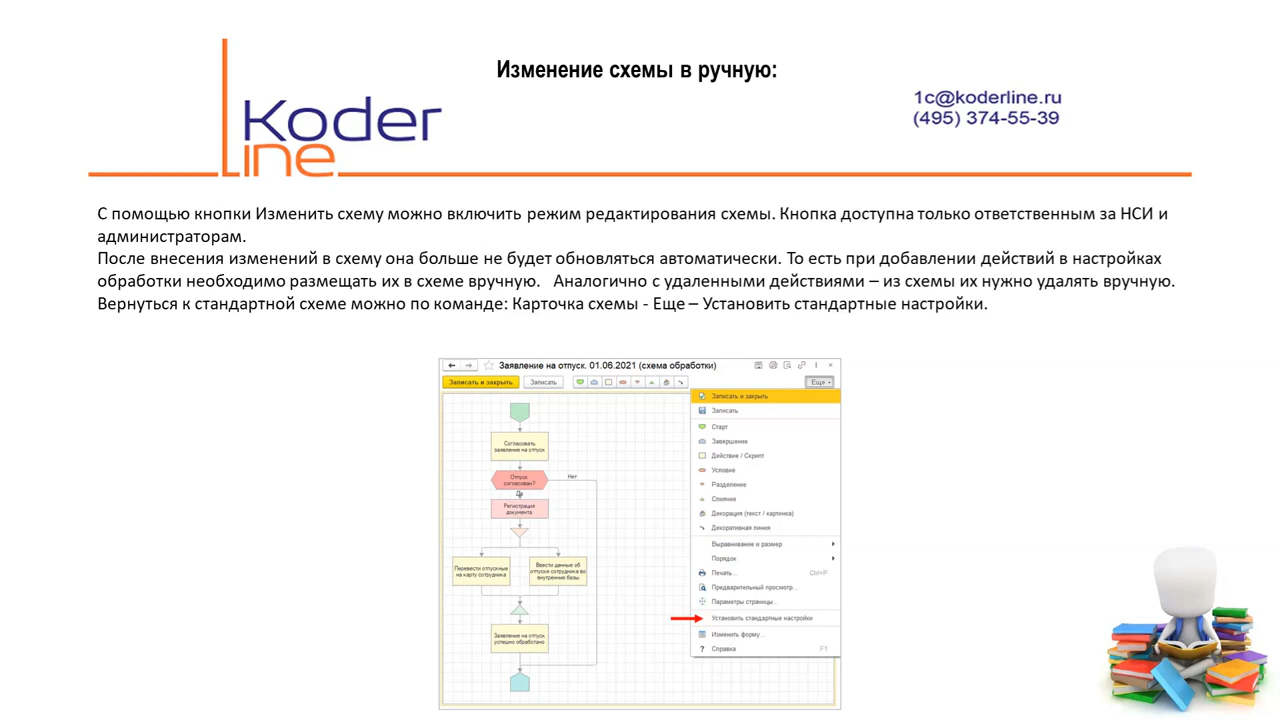 Изменение схемы в ручную:
Koder
Line
1c@koderline.ru
(495) 374-55-39
С помощью кнопки Изменить схему можно включить режим редактирования схемы. Кнопка доступна только ответственным за НСИ и
администраторам.
После внесения изменений в схему она больше не будет обновляться автоматически. То есть при добавлении действий в настройках
обработки необходимо размещать их в схеме вручную. Аналогично с удаленными действиями – из схемы их нужно удалять вручную.
Вернуться к стандартной схеме можно по команде: Карточка схемы - Еще – Установить стандартные настройки.
Заявление на отпуск. 01.06.2021 (схема обработки)
Записать и закрыть
Записать
Еще
Согласовать
заявление на отпуск
Отпуск
согласован?
Нет
Да
Регистрация
документа
Перевести отпускные
на карту сотрудника
Ввести данные об
отпуске сотрудника во
внутренние базы
Заявление на отпуск
успешно обработано
Записать и закрыть
Записать
Старт
Завершение
Действие / Скрипт
Условие
Разделение
Слияние
Декорация (текст / картинка)
Декоративная линия
Выравнивание и размер
Порядок
Печать... Ctrl+P
Предварительный просмотр...
Параметры страницы...
Установить стандартные настройки
Изменить форму...
Справка F1